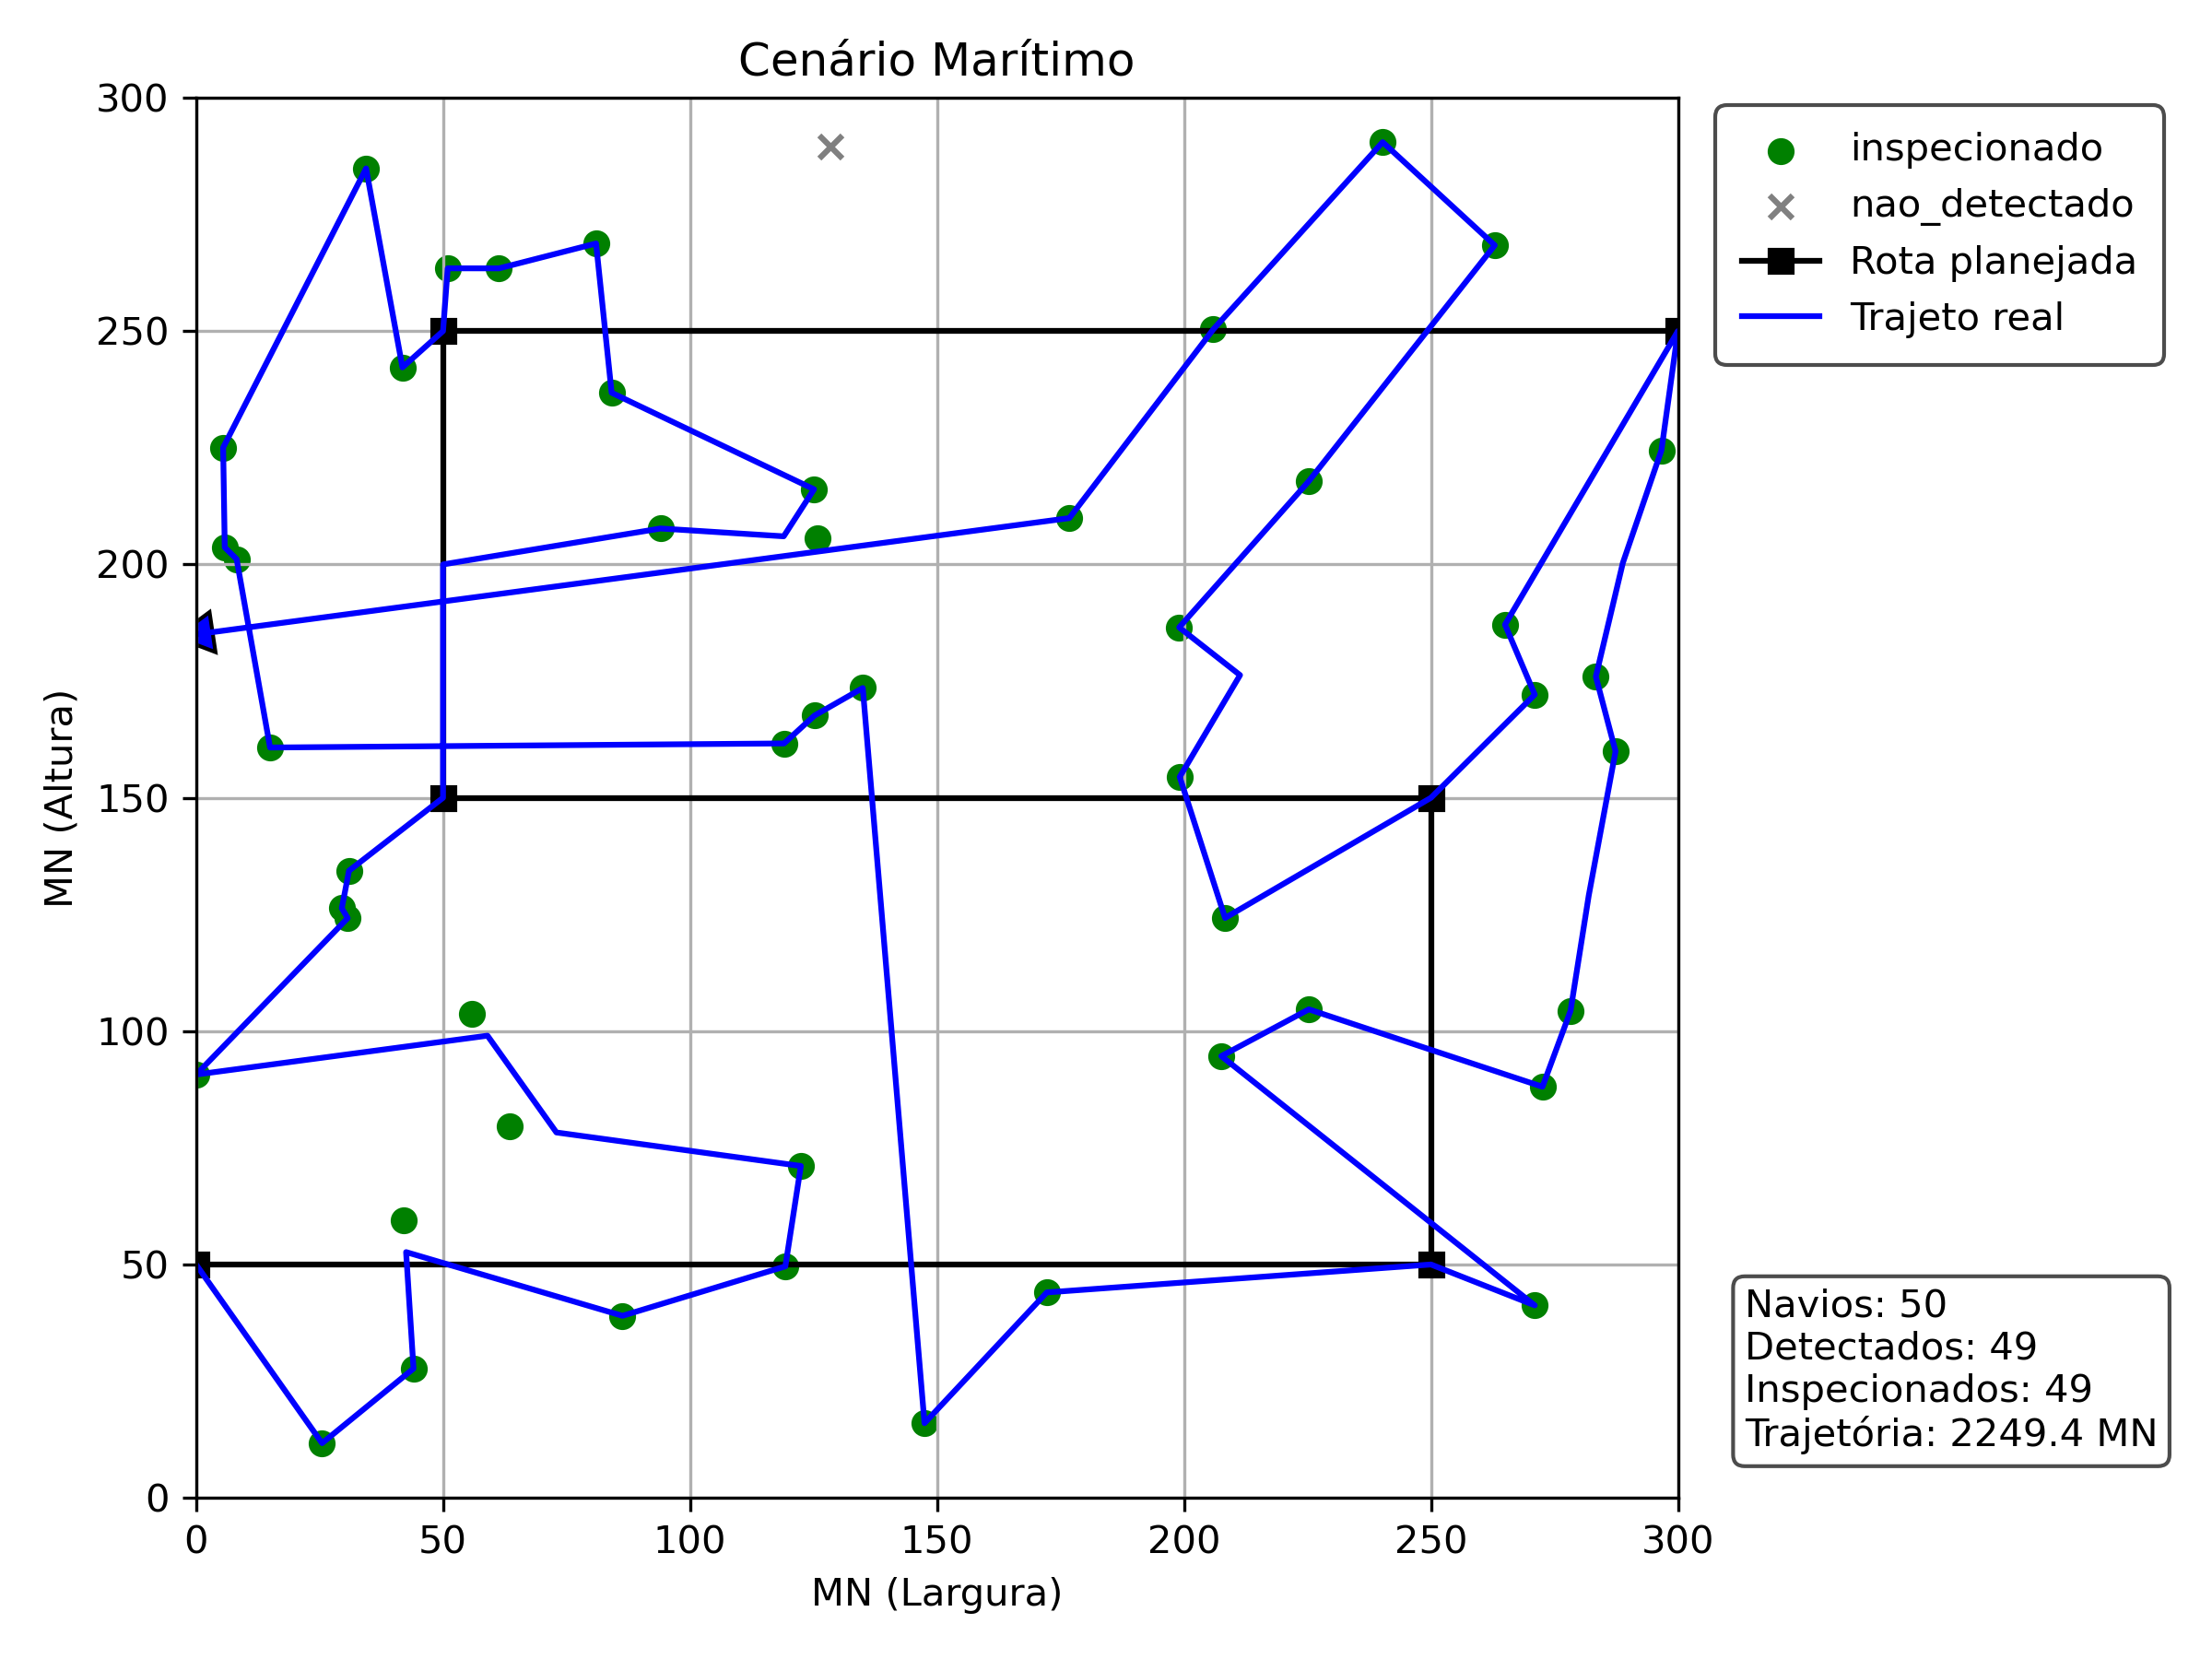 Cenário Marítimo
300
250
200
150
100
50
0
MN (Altura)
0 50 100 150 200 250 300
MN (Largura)
inspecionado
nao_detectado
Rota planejada
Trajeto real
Navios: 50
Detectados: 49
Inspecionados: 49
Trajetória: 2249.4 MN